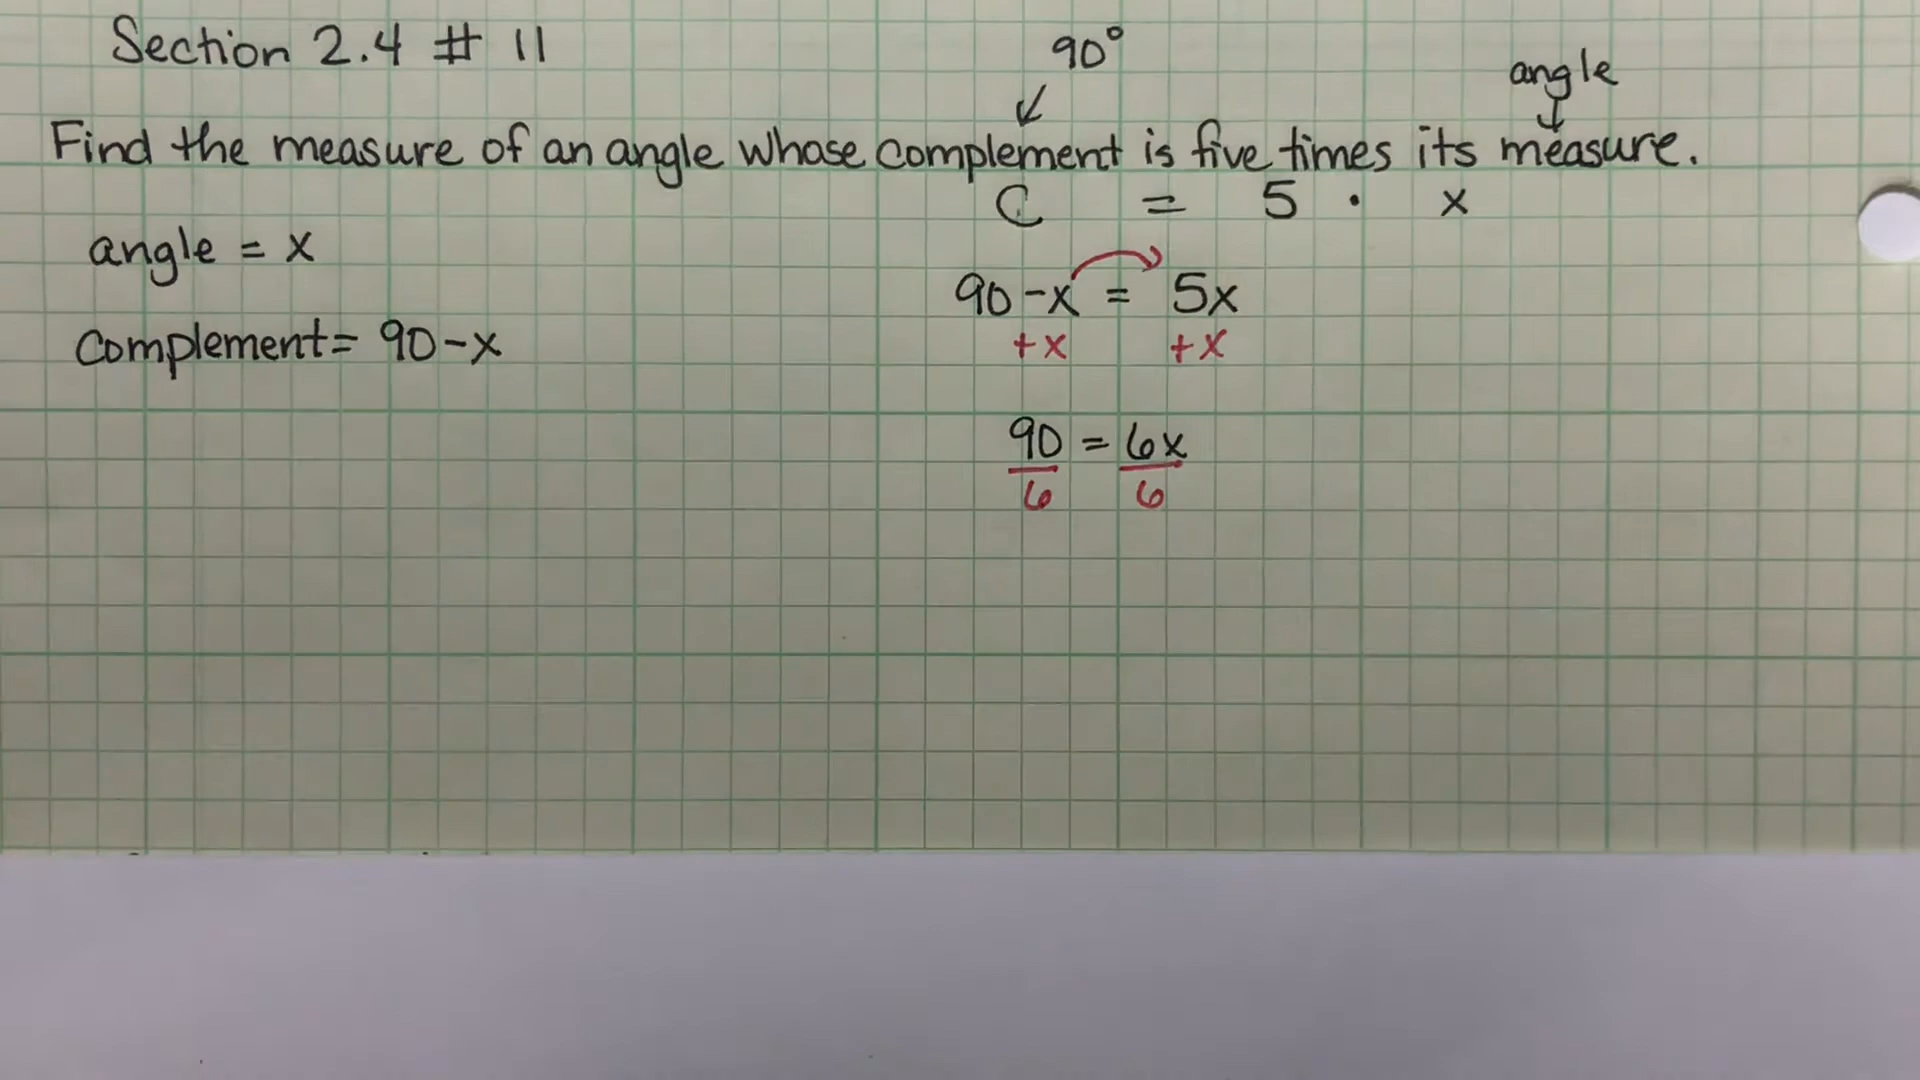 Section 2.4 # 11
90°
angle
Find the measure of an angle whose complement is five times its measure.
C = 5 · x
angle = x
90 - x = 5x
+x +x
complement = 90 - x
90 = 6x
6 6